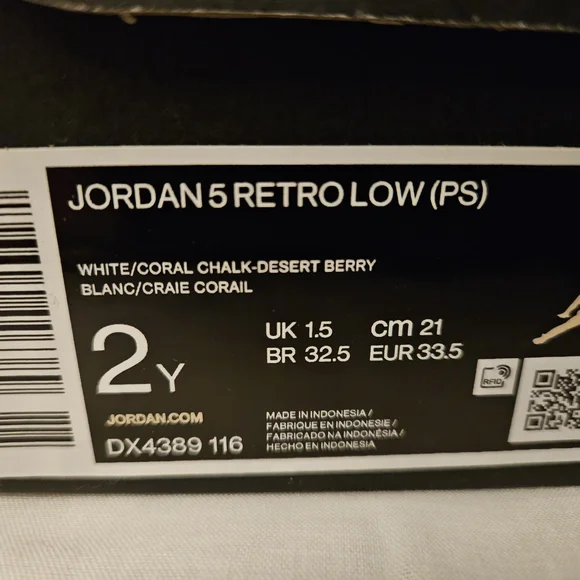 JORDAN 5 RETRO LOW (PS)
WHITE/CORAL CHALK-DESERT BERRY
BLANC/CRAIE CORAIL
2Y
UK 1.5 cm 21
BR 32.5 EUR 33.5
RFID
JORDAN.COM
DX4389 116
MADE IN INDONESIA /
FABRIQUE EN INDONESIE /
FABRICADO NA INDONÉSIA /
HECHO EN INDONESIA